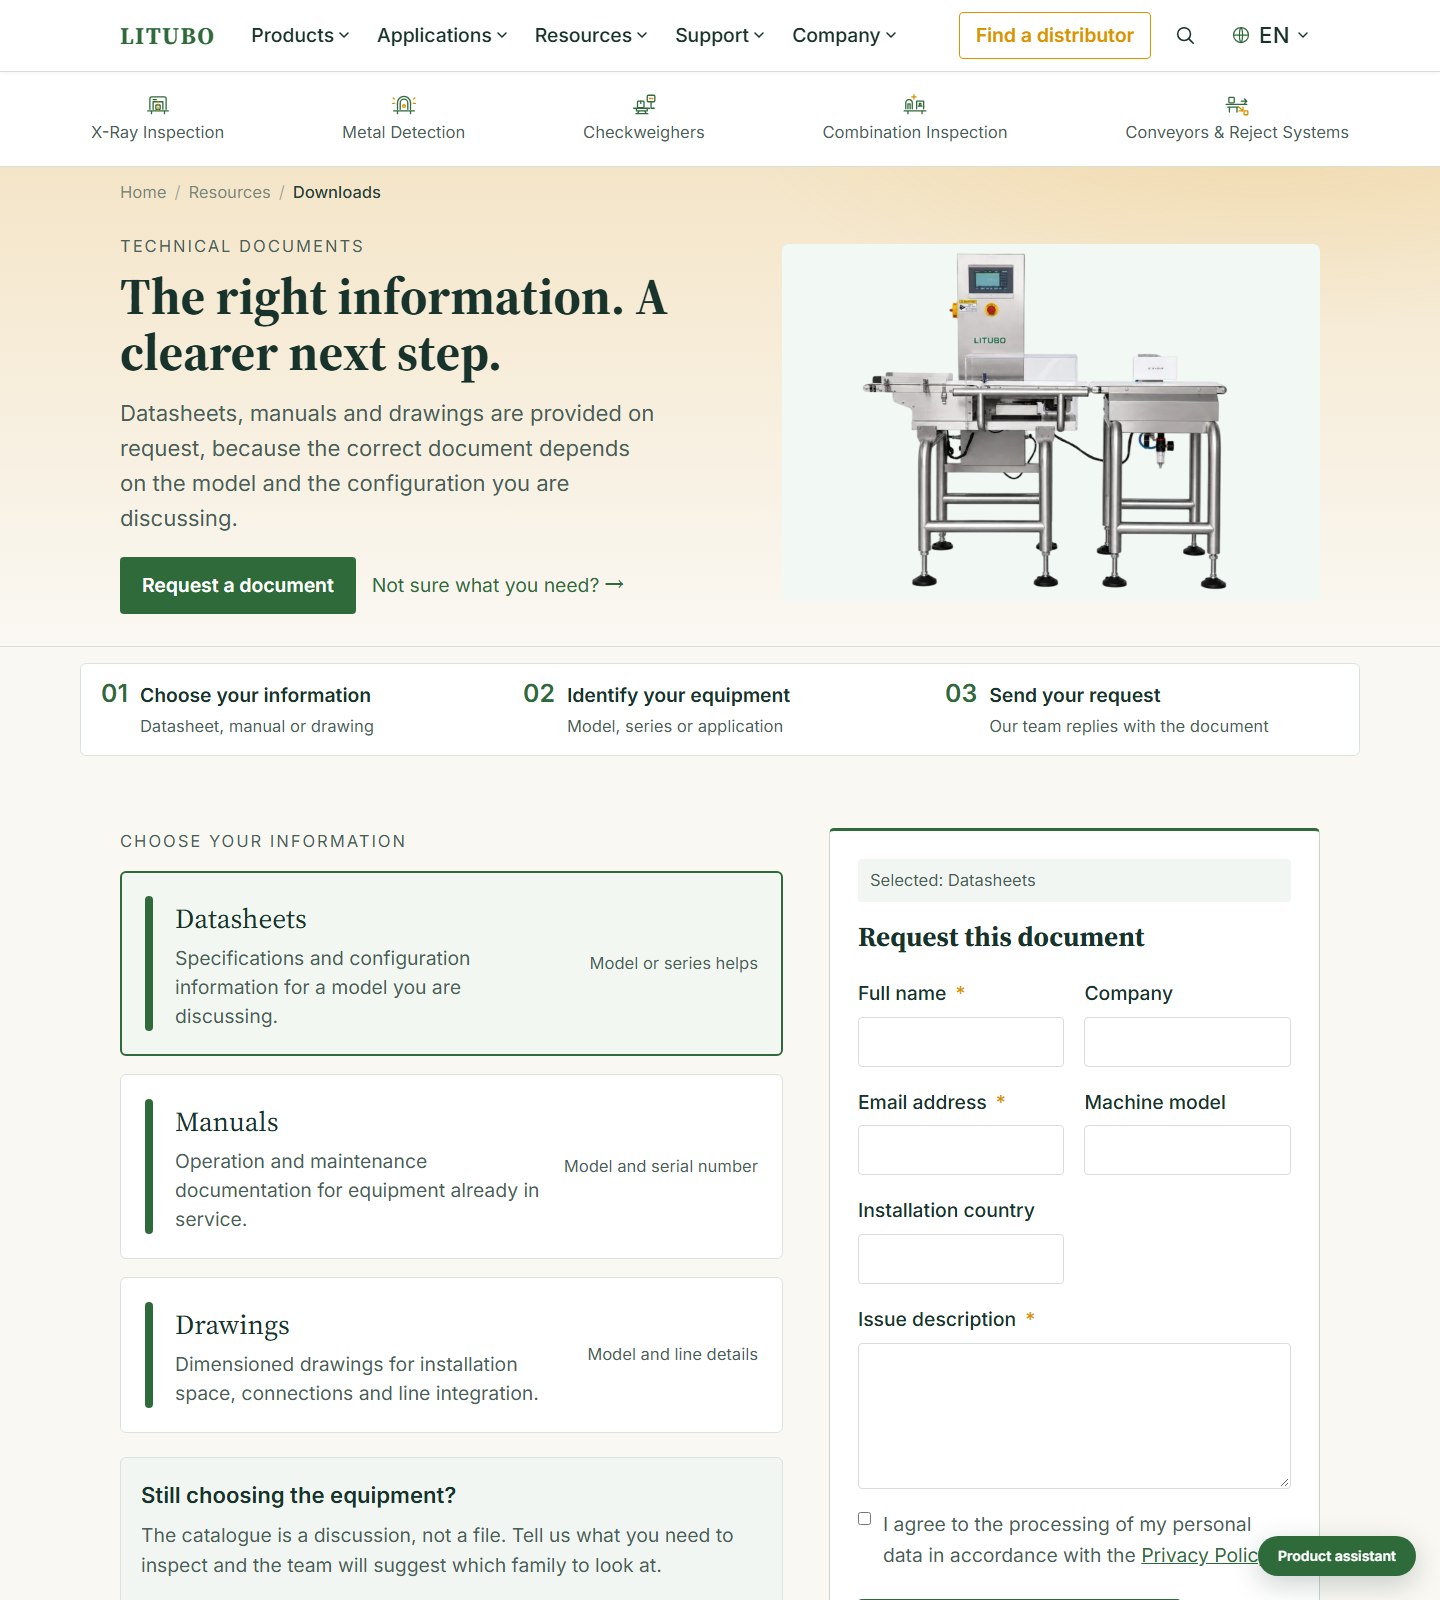 LITUBO
Products
Applications
Resources
Support
Company
Find a distributor
EN
X-Ray Inspection
Metal Detection
Checkweighers
Combination Inspection
Conveyors & Reject Systems
Home / Resources / Downloads
TECHNICAL DOCUMENTS
The right information. A
clearer next step.
Datasheets, manuals and drawings are provided on
request, because the correct document depends
on the model and the configuration you are
discussing.
Request a document
Not sure what you need? →
LITUBO
01 Choose your information
Datasheet, manual or drawing
02 Identify your equipment
Model, series or application
03 Send your request
Our team replies with the document
CHOOSE YOUR INFORMATION
Datasheets
Specifications and configuration
information for a model you are
discussing.
Model or series helps
Manuals
Operation and maintenance
documentation for equipment already in
service.
Model and serial number
Drawings
Dimensioned drawings for installation
space, connections and line integration.
Model and line details
Still choosing the equipment?
The catalogue is a discussion, not a file. Tell us what you need to
inspect and the team will suggest which family to look at.
Selected: Datasheets
Request this document
Full name *
Company
Email address *
Machine model
Installation country
Issue description *
I agree to the processing of my personal
data in accordance with the Privacy Polic
Product assistant